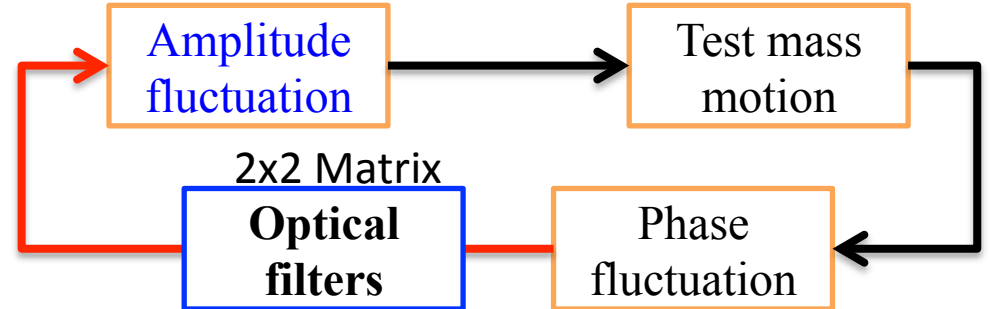 Amplitude
fluctuation
Test mass
motion
2x2 Matrix
Optical
filters
Phase
fluctuation